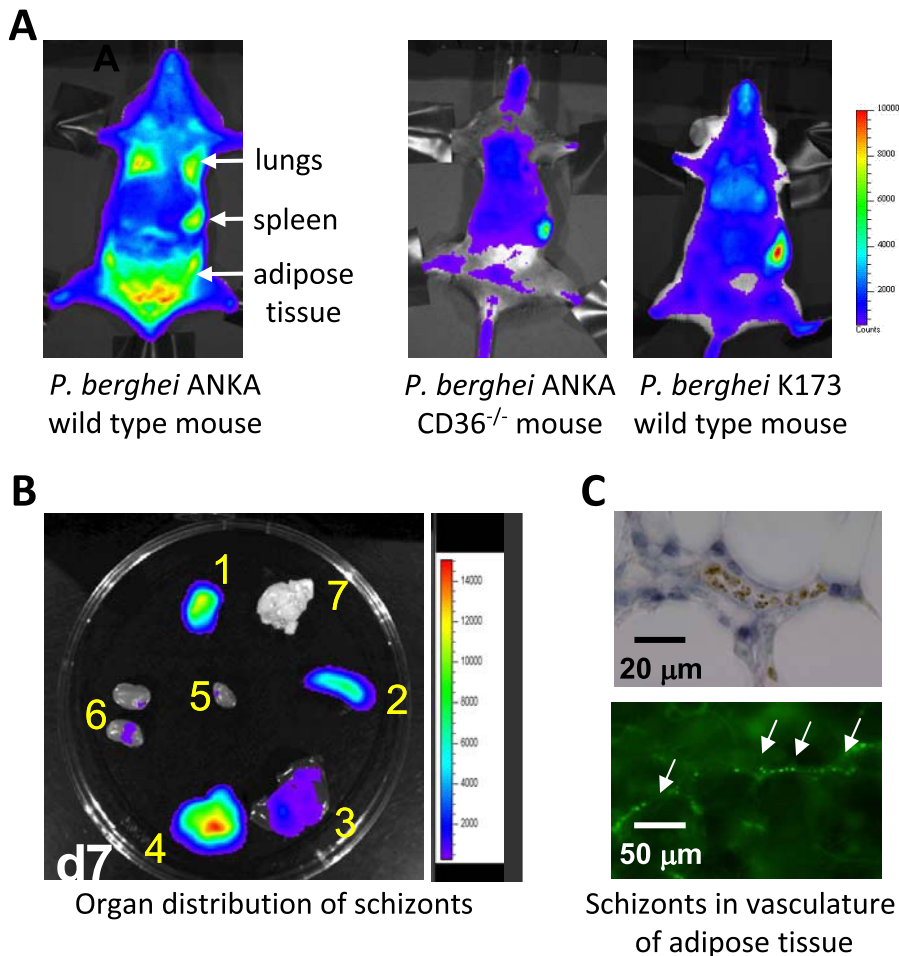 A
A
lungs
spleen
adipose
tissue
10000
8000
6000
4000
2000
Counts
P. berghei ANKA
wild type mouse
P. berghei ANKA
CD36-/- mouse
P. berghei K173
wild type mouse
B
1
7
2
5
6
3
4
d7
14000
12000
10000
8000
6000
4000
2000
Organ distribution of schizonts
C
20 μm
50 μm
Schizonts in vasculature
of adipose tissue